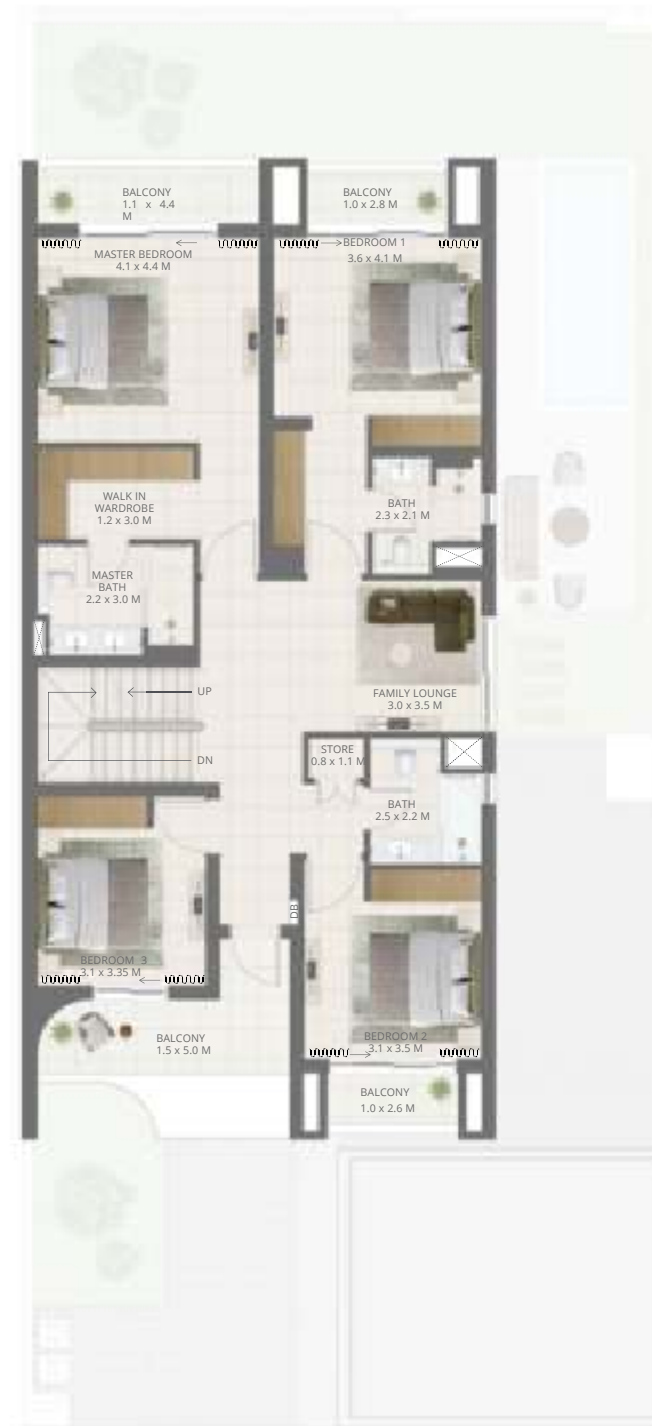 BALCONY
1.1 x 4.4
M
BALCONY
1.0 x 2.8 M
MASTER BEDROOM
4.1 x 4.4 M
BEDROOM 1
3.6 x 4.1 M
WALK IN
WARDROBE
1.2 x 3.0 M
BATH
2.3 x 2.1 M
MASTER
BATH
2.2 x 3.0 M
UP
FAMILY LOUNGE
3.0 x 3.5 M
DN
STORE
0.8 x 1.1 M
BATH
2.5 x 2.2 M
DB
BEDROOM 3
3.1 x 3.35 M
BALCONY
1.5 x 5.0 M
BEDROOM 2
3.1 x 3.5 M
BALCONY
1.0 x 2.6 M